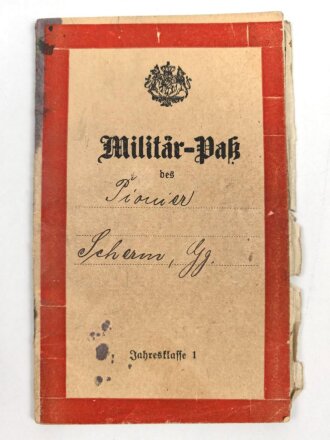 Militär-Paß
des
Pionier
Scherm, Gg.
Jahresklasse 1